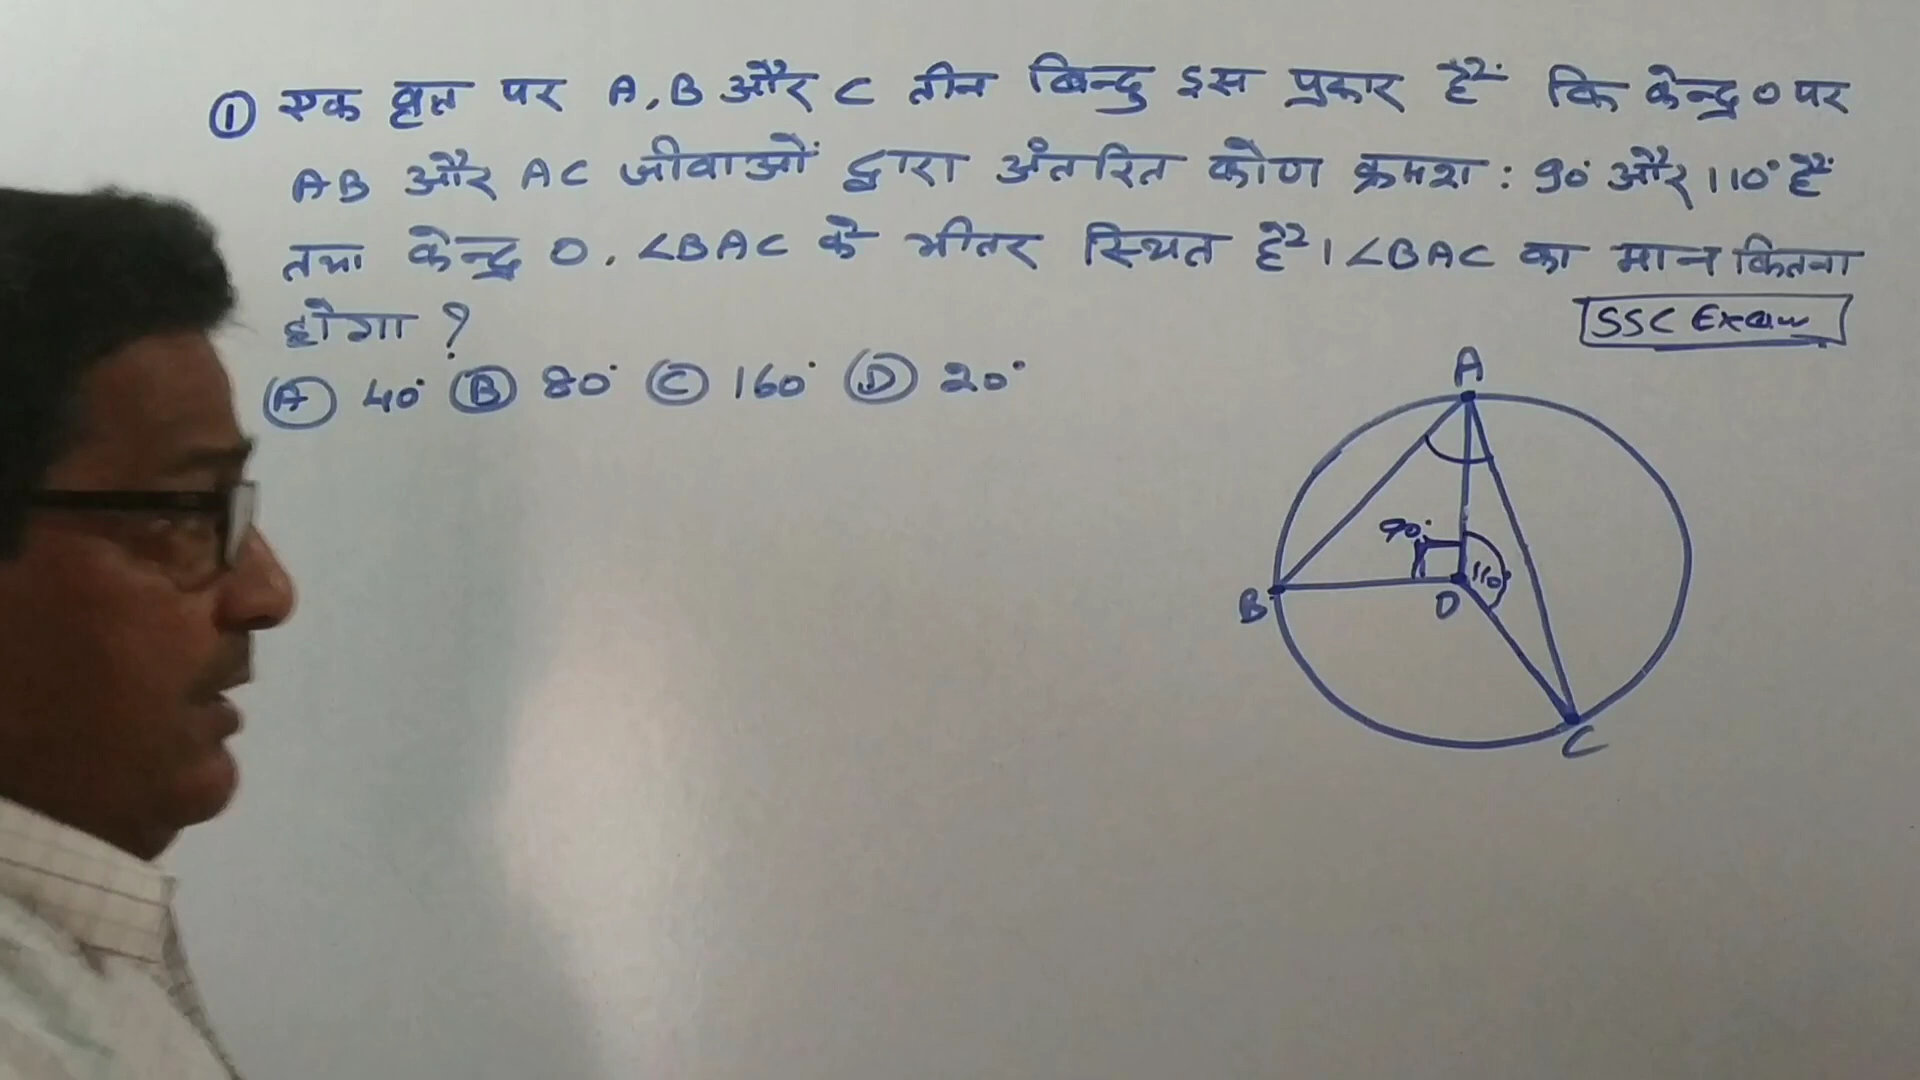 ① एक वृत्त पर A, B और C तीन बिन्दु इस प्रकार हैं कि केन्द्र O पर
AB और AC जीवाओं द्वारा अंतरित कोण क्रमश: 90° और 110° हैं
तथा केन्द्र O, ∠BAC के भीतर स्थित है। ∠BAC का मान कितना
होगा ?
SSC Exam
Ⓐ 40° Ⓑ 80° Ⓒ 160° Ⓓ 20°
A
90°
110°
B
O
C